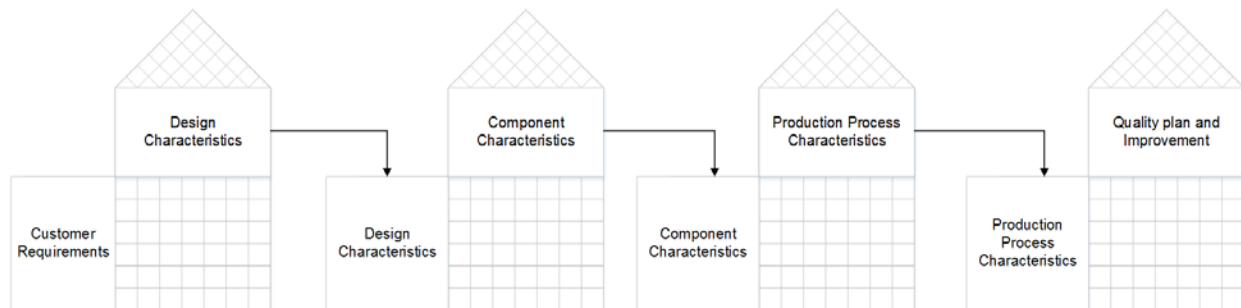 Design
Characteristics
Component
Characteristics
Production Process
Characteristics
Quality plan and
Improvement
Customer
Requirements
Design
Characteristics
Component
Characteristics
Production
Process
Characteristics